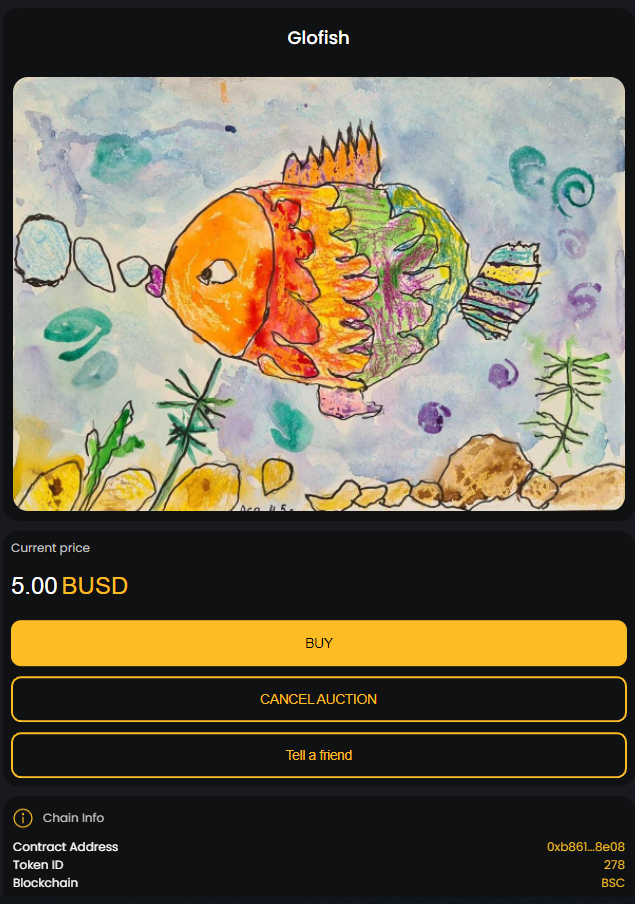 Glofish
Current price
5.00 BUSD
BUY
CANCEL AUCTION
Tell a friend
Chain Info
Contract Address 0xb861...8e08
Token ID 278
Blockchain BSC